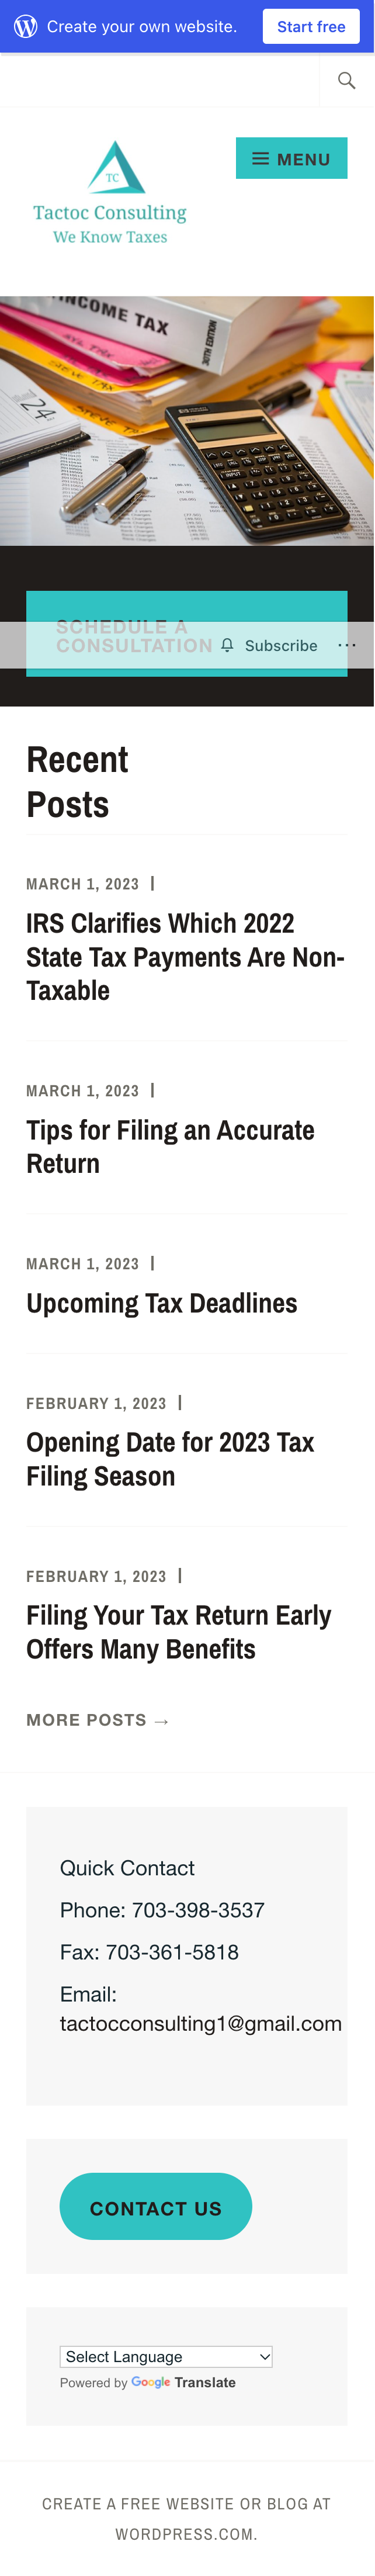 Create your own website.
Start free
TC
Tactoc Consulting
We Know Taxes
MENU
INCOME TAX
30TH EDITION
24
SCHEDULE A
CONSULTATION
Subscribe
Recent
Posts
MARCH 1, 2023 |
IRS Clarifies Which 2022
State Tax Payments Are Non-
Taxable
MARCH 1, 2023 |
Tips for Filing an Accurate
Return
MARCH 1, 2023 |
Upcoming Tax Deadlines
FEBRUARY 1, 2023 |
Opening Date for 2023 Tax
Filing Season
FEBRUARY 1, 2023 |
Filing Your Tax Return Early
Offers Many Benefits
MORE POSTS →
Quick Contact
Phone: 703-398-3537
Fax: 703-361-5818
Email:
tactocconsulting1@gmail.com
CONTACT US
Select Language
Powered by Google Translate
CREATE A FREE WEBSITE OR BLOG AT
WORDPRESS.COM.